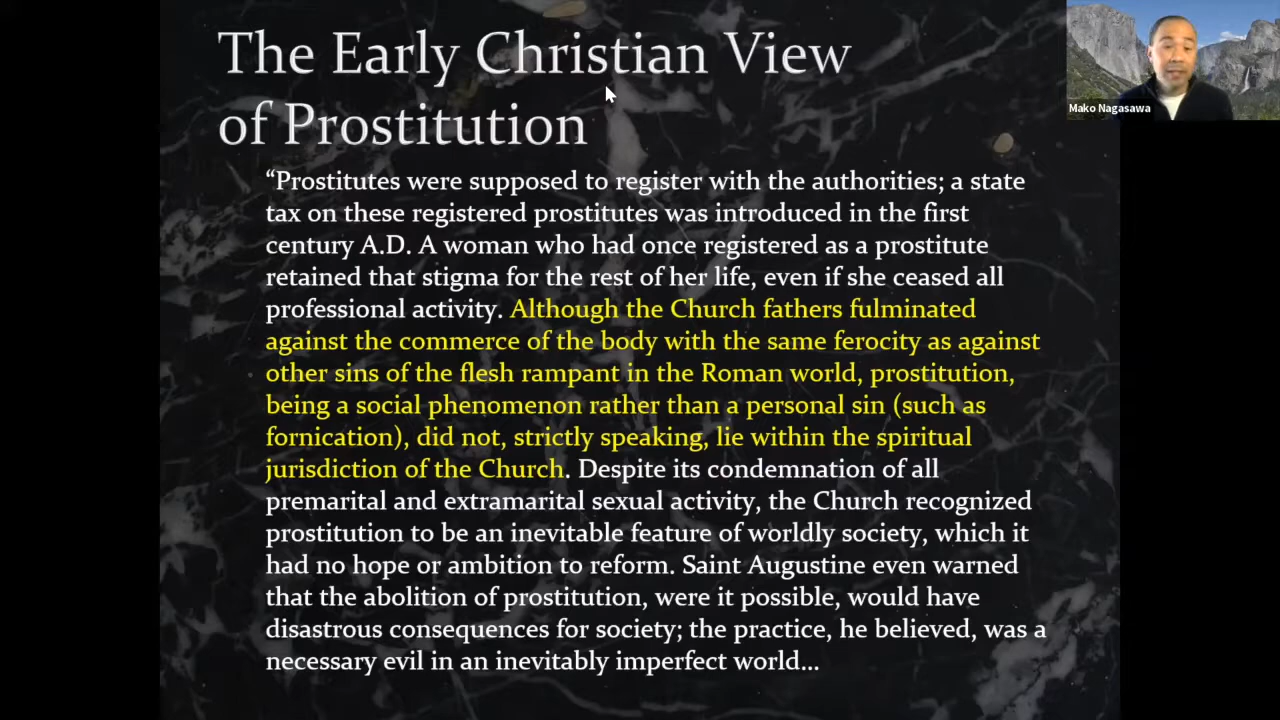 The Early Christian View
of Prostitution
“Prostitutes were supposed to register with the authorities; a state
tax on these registered prostitutes was introduced in the first
century A.D. A woman who had once registered as a prostitute
retained that stigma for the rest of her life, even if she ceased all
professional activity. Although the Church fathers fulminated
against the commerce of the body with the same ferocity as against
other sins of the flesh rampant in the Roman world, prostitution,
being a social phenomenon rather than a personal sin (such as
fornication), did not, strictly speaking, lie within the spiritual
jurisdiction of the Church. Despite its condemnation of all
premarital and extramarital sexual activity, the Church recognized
prostitution to be an inevitable feature of worldly society, which it
had no hope or ambition to reform. Saint Augustine even warned
that the abolition of prostitution, were it possible, would have
disastrous consequences for society; the practice, he believed, was a
necessary evil in an inevitably imperfect world...
Mako Nagasawa